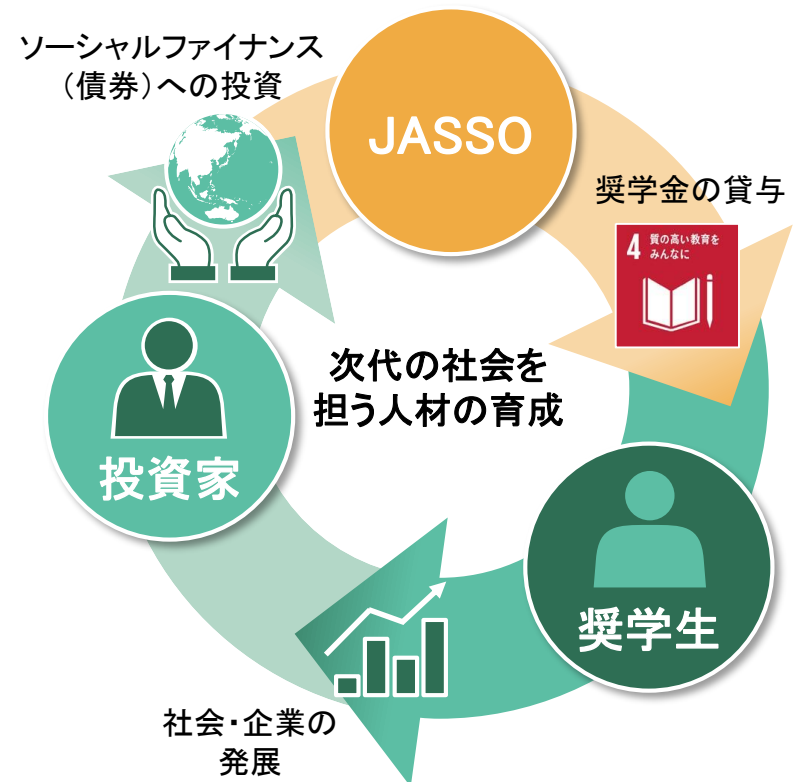 ソーシャルファイナンス
（債券）への投資
JASSO
奨学金の貸与
4 質の高い教育を
みんなに
次代の社会を
担う人材の育成
投資家
奨学生
社会・企業の
発展